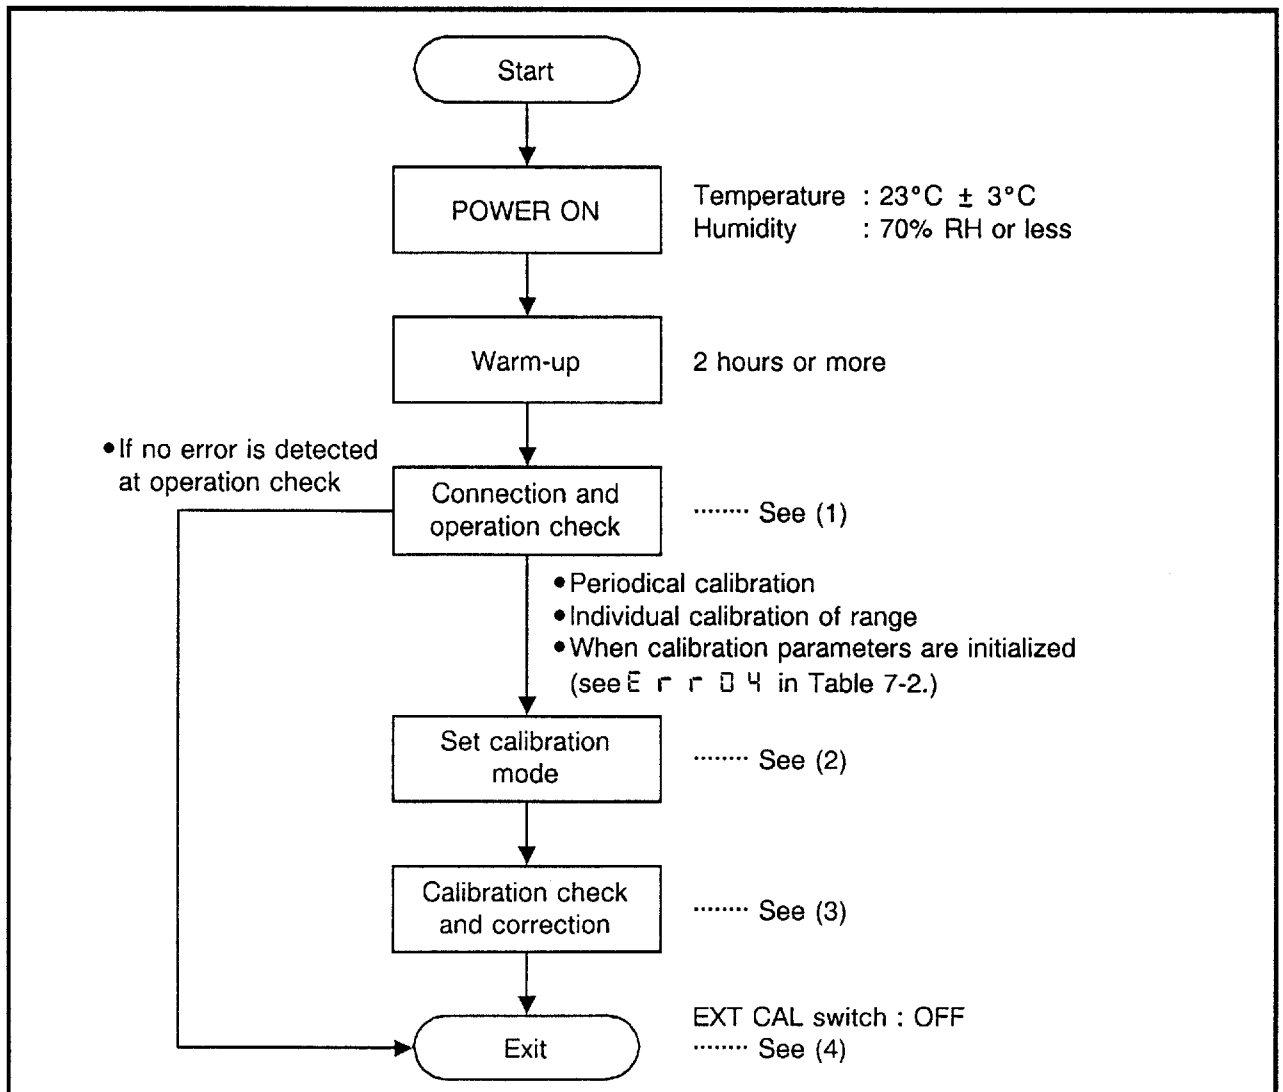 Start
POWER ON
Temperature : 23°C ± 3°C
Humidity : 70% RH or less
Warm-up
2 hours or more
•If no error is detected
at operation check
Connection and
operation check
········ See (1)
•Periodical calibration
•Individual calibration of range
•When calibration parameters are initialized
(see E r r 0 4 in Table 7-2.)
Set calibration
mode
········ See (2)
Calibration check
and correction
········ See (3)
Exit
EXT CAL switch : OFF
········ See (4)